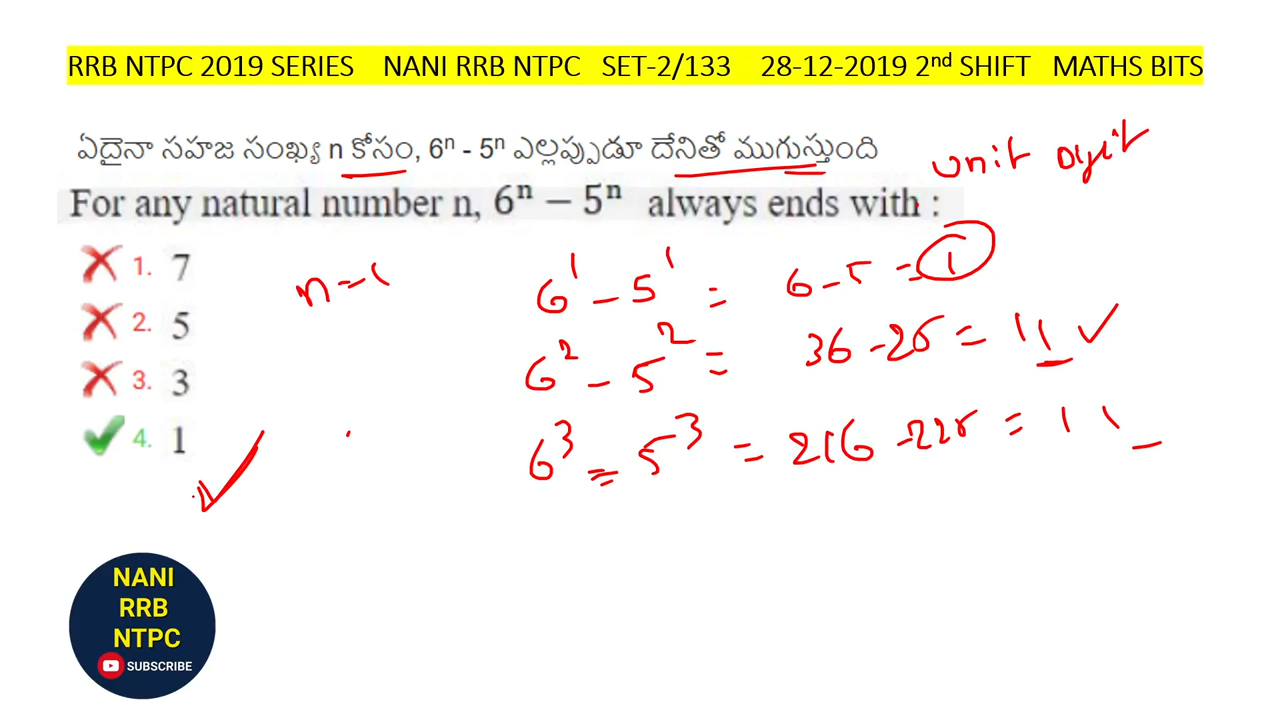 RRB NTPC 2019 SERIES NANI RRB NTPC SET-2/133 28-12-2019 2nd SHIFT MATHS BITS
ఏదైనా సహజ సంఖ్య n కోసం, 6ⁿ - 5ⁿ ఎల్లప్పుడూ దేనితో ముగుస్తుంది
unit Dgit
For any natural number n, 6ⁿ − 5ⁿ always ends with :
1. 7
n=1
6¹ - 5¹ = 6-5 = 1
2. 5
6² - 5² = 36 - 25 = 11
3. 3
4. 1
6³ = 5³ = 216 - 225 = 11
NANI
RRB
NTPC
SUBSCRIBE